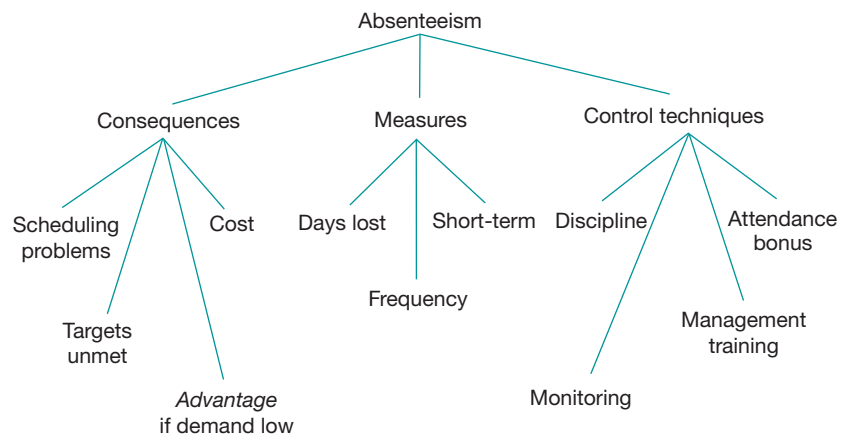 Absenteeism
Consequences
Measures
Control techniques
Scheduling
problems
Cost
Targets
unmet
Advantage
if demand low
Days lost
Short-term
Frequency
Discipline
Attendance
bonus
Management
training
Monitoring